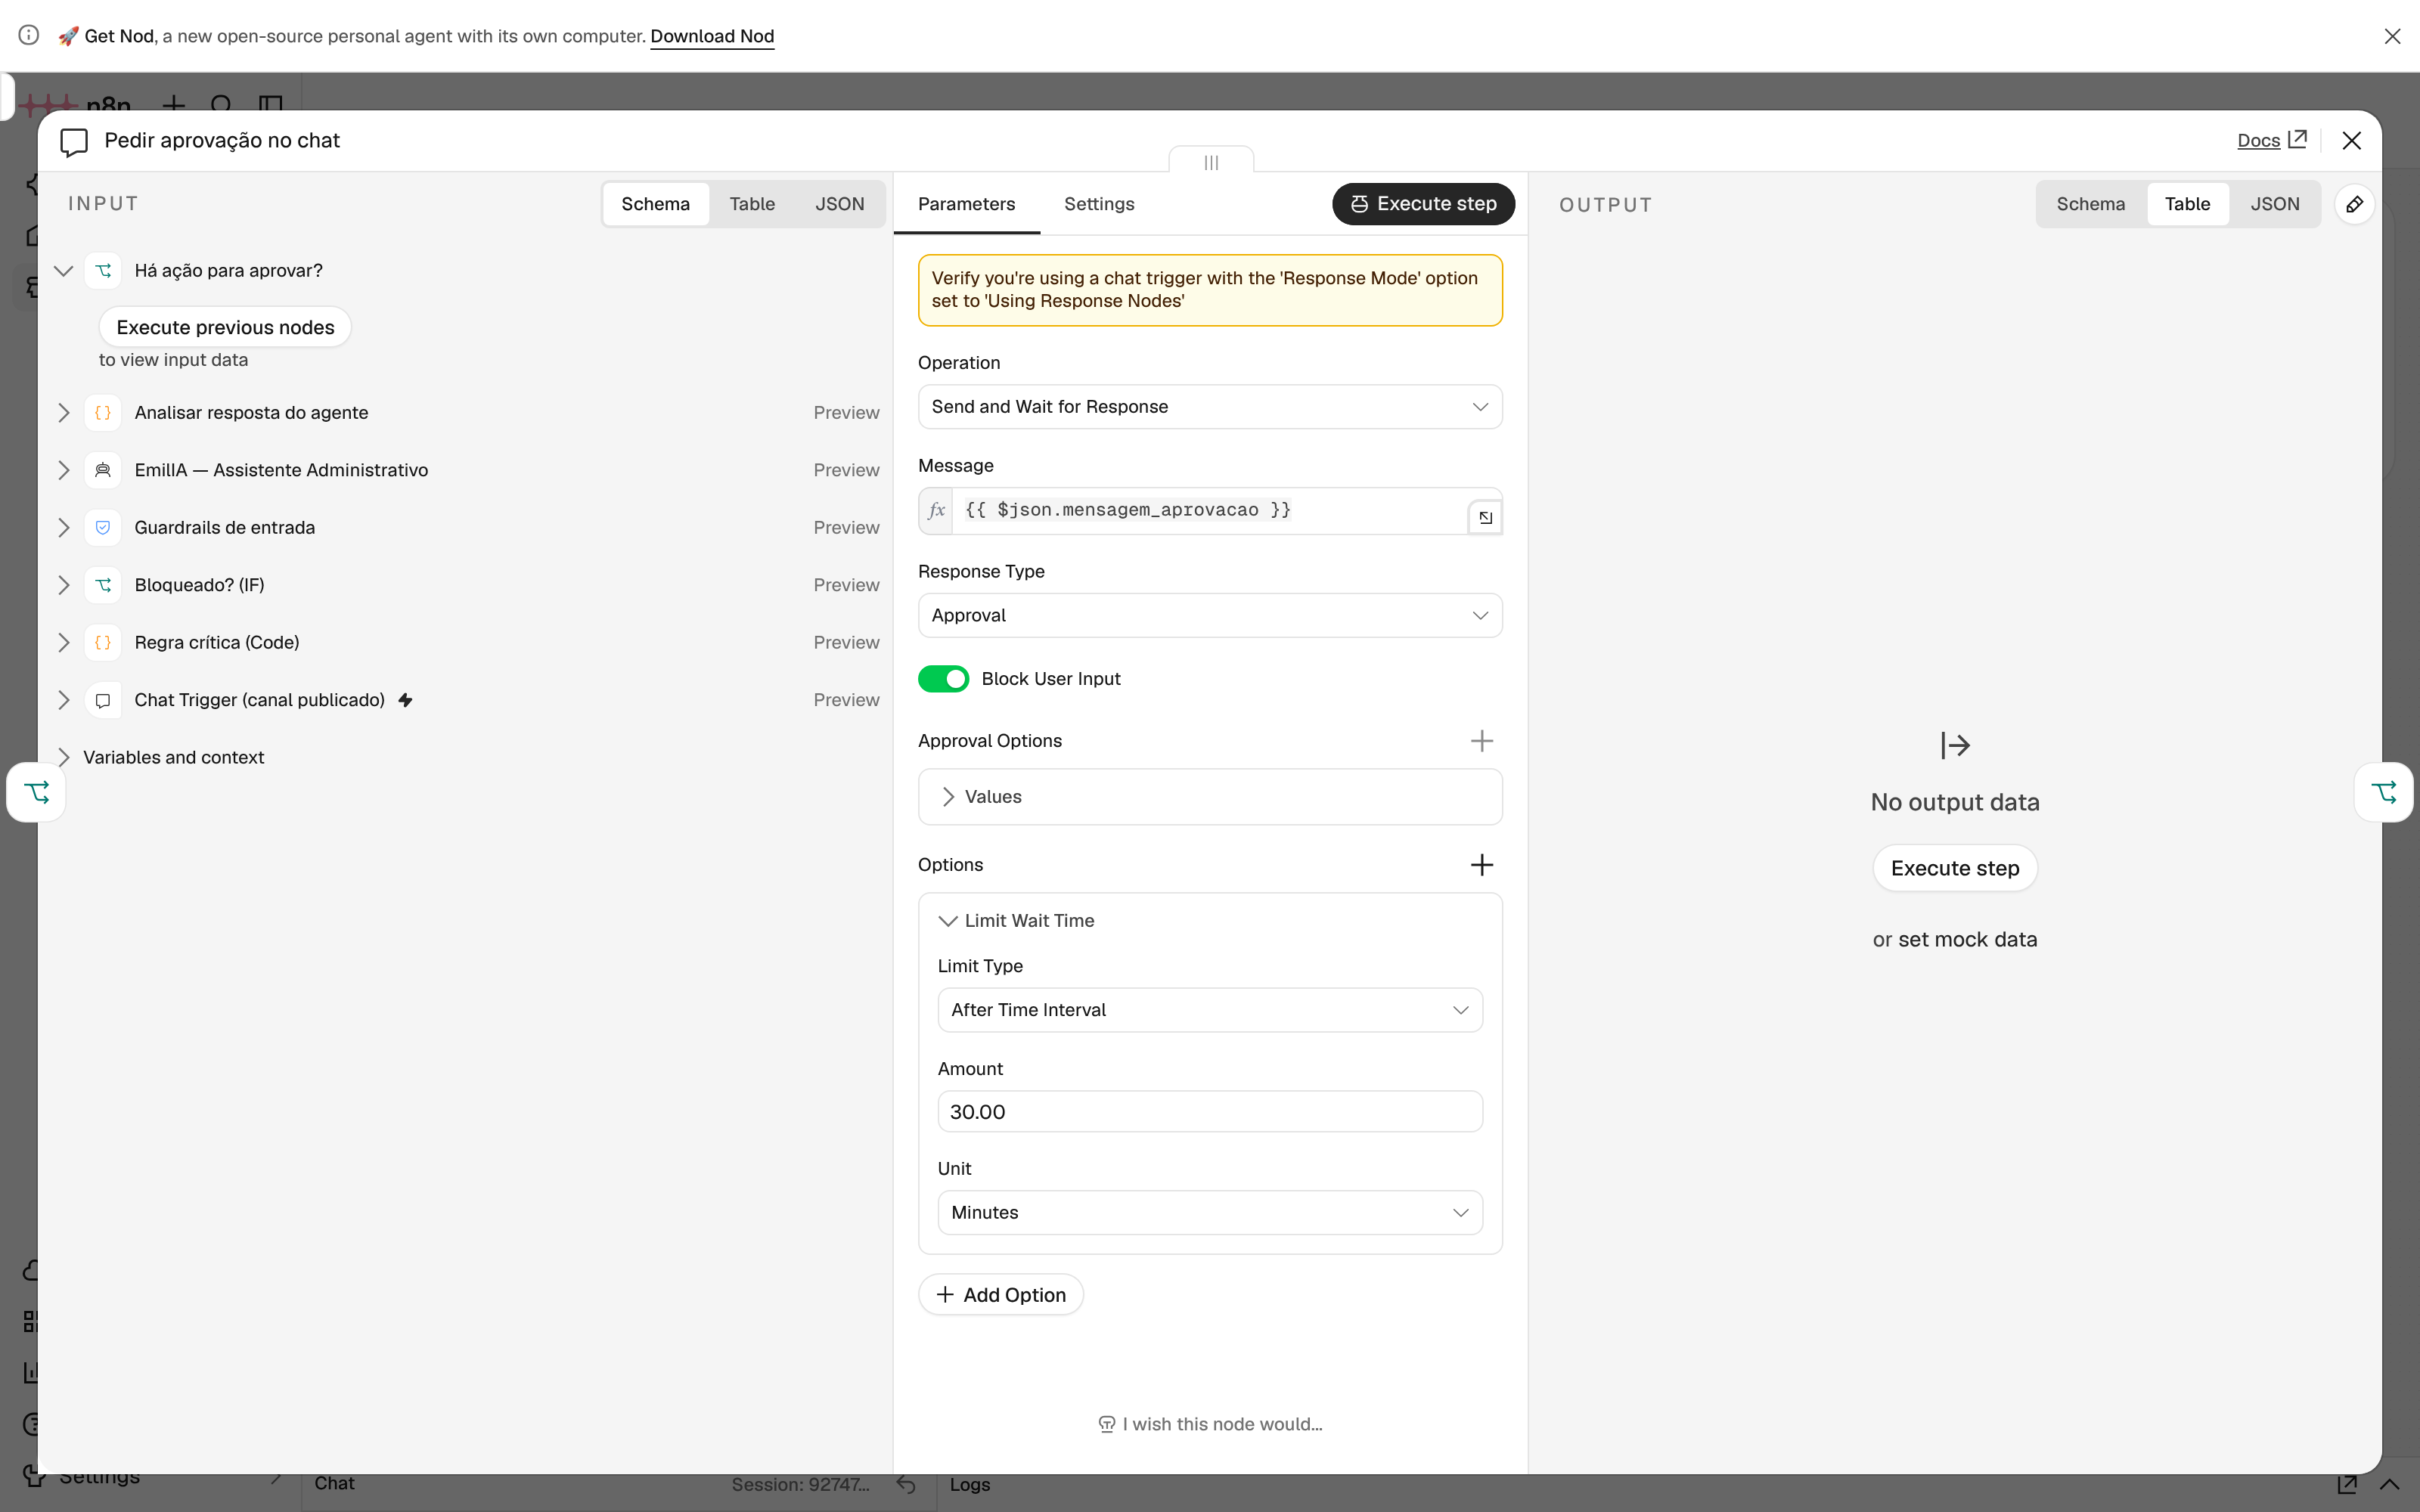 🚀 Get Nod, a new open-source personal agent with its own computer. Download Nod
n8n
Pedir aprovação no chat
Docs
INPUT
Schema
Table
JSON
Há ação para aprovar?
Execute previous nodes
to view input data
Analisar resposta do agente
Preview
EmilIA — Assistente Administrativo
Preview
Guardrails de entrada
Preview
Bloqueado? (IF)
Preview
Regra crítica (Code)
Preview
Chat Trigger (canal publicado)
Preview
Variables and context
Parameters
Settings
Execute step
Verify you're using a chat trigger with the 'Response Mode' option
set to 'Using Response Nodes'
Operation
Send and Wait for Response
Message
fx
{{ $json.mensagem_aprovacao }}
Response Type
Approval
Block User Input
Approval Options
Values
Options
Limit Wait Time
Limit Type
After Time Interval
Amount
30.00
Unit
Minutes
Add Option
I wish this node would...
OUTPUT
Schema
Table
JSON
No output data
Execute step
or set mock data
Settings
Chat
Session: 92747...
Logs